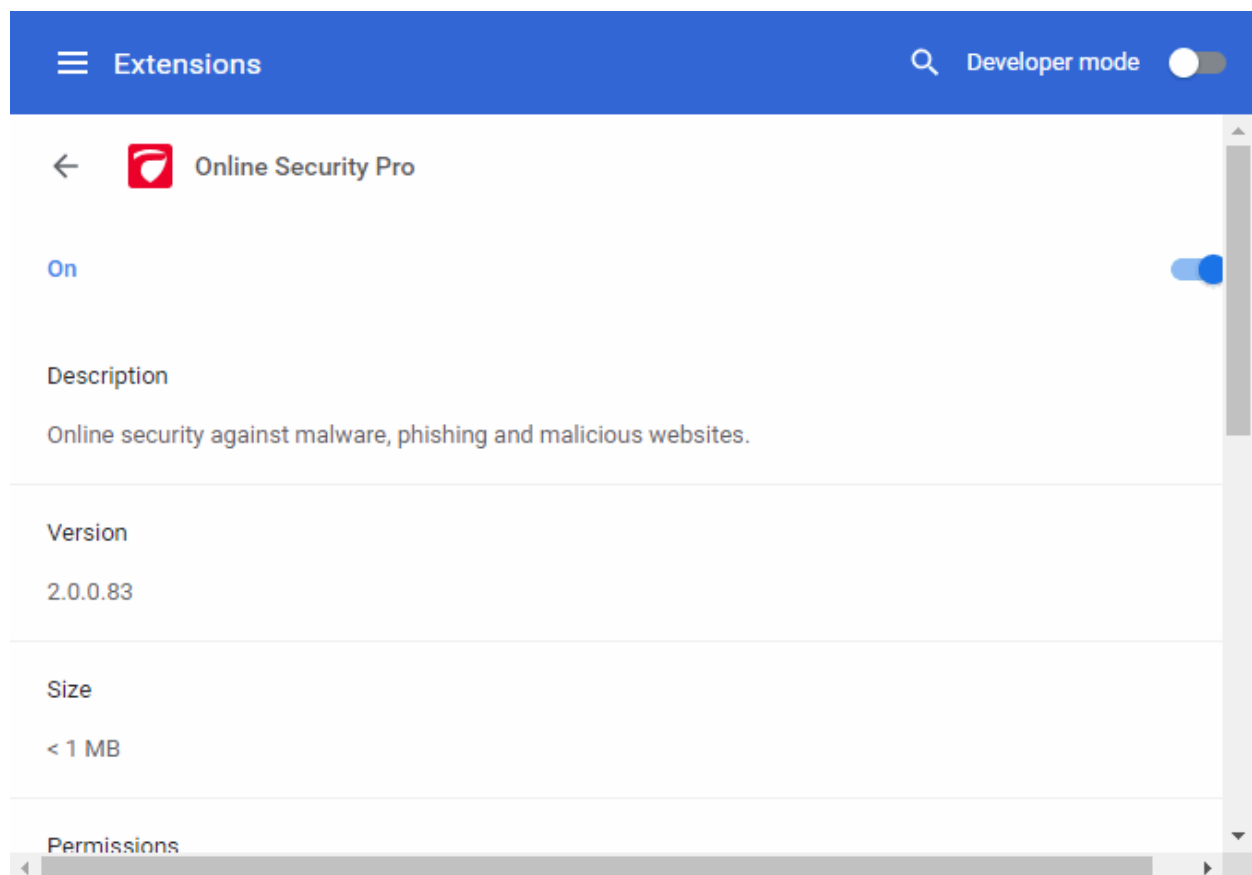 Extensions
Developer mode
Online Security Pro
On
Description
Online security against malware, phishing and malicious websites.
Version
2.0.0.83
Size
< 1 MB
Permissions